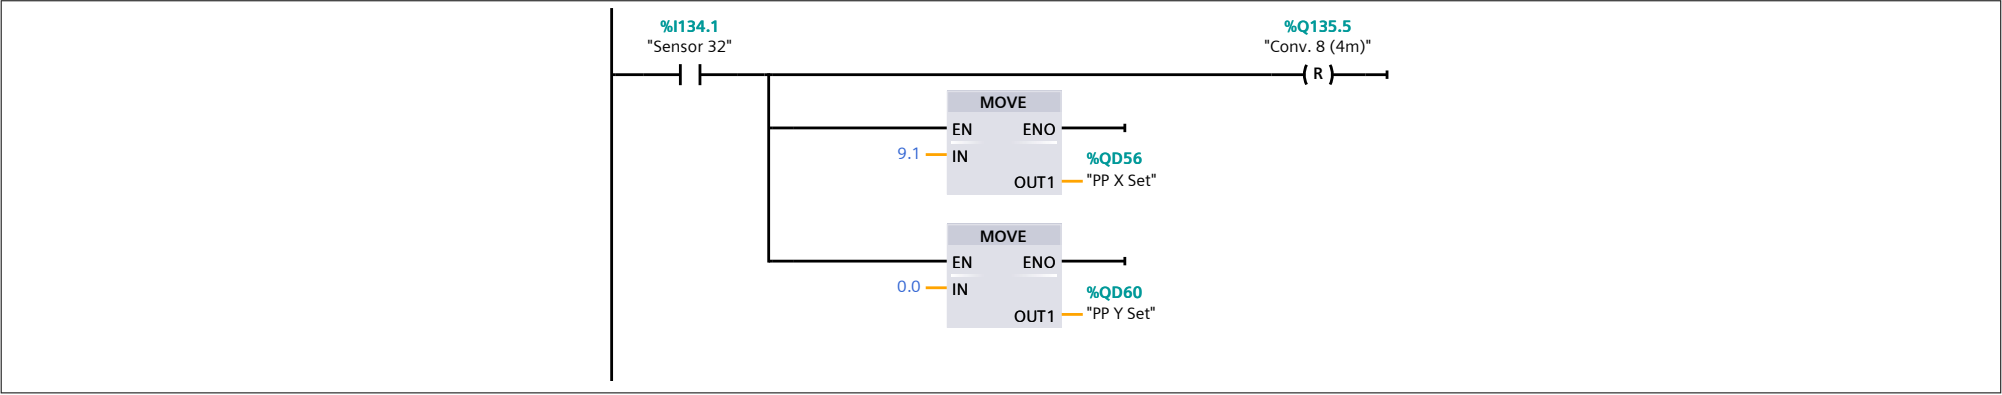 %I134.1
"Sensor 32"
%Q135.5
"Conv. 8 (4m)"
R
MOVE
EN ENO
9.1 IN
%QD56
OUT1 "PP X Set"
MOVE
EN ENO
0.0 IN
%QD60
OUT1 "PP Y Set"